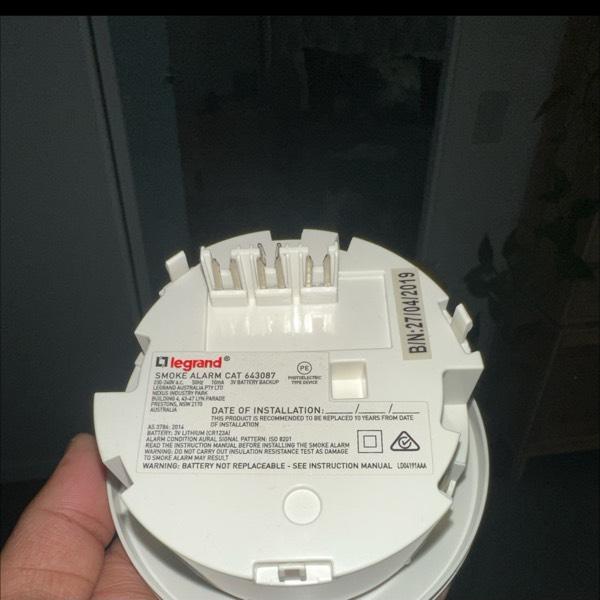 B/N:27/04/2019
legrand®
SMOKE ALARM CAT 643087
230-240V a.c. 50Hz 10mA 3V BATTERY BACKUP
LEGRAND AUSTRALIA PTY LTD
NEXUS INDUSTRY PARK
BUILDING 4, 43-47 LYN PARADE
PRESTONS, NSW 2170
AUSTRALIA
PE
PHOTOELECTRIC
TYPE DEVICE
DATE OF INSTALLATION:____/____/____
THIS PRODUCT IS RECOMMENDED TO BE REPLACED 10 YEARS FROM DATE
OF INSTALLATION
AS 3786: 2014
BATTERY: 3V LITHIUM (CR123A)
ALARM CONDITION AURAL SIGNAL PATTERN: ISO 8201
READ THE INSTRUCTION MANUAL BEFORE INSTALLING THE SMOKE ALARM
WARNING: DO NOT CARRY OUT INSULATION RESISTANCE TEST AS DAMAGE
TO SMOKE ALARM MAY RESULT
WARNING: BATTERY NOT REPLACEABLE - SEE INSTRUCTION MANUAL LD04191AAA